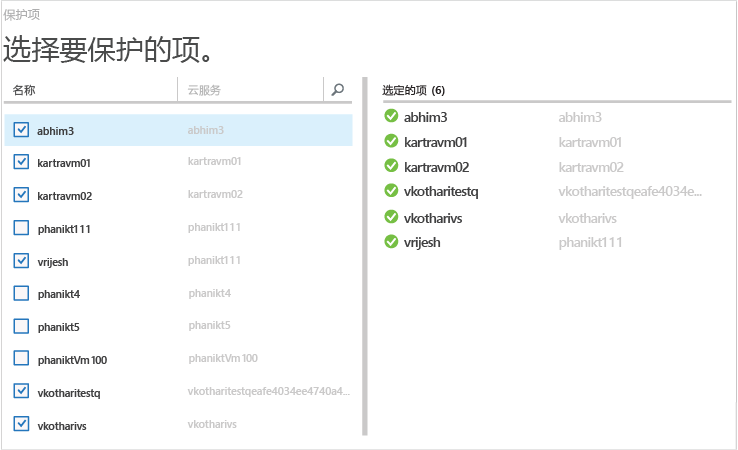 保护项
选择要保护的项。
名称 云服务
abhim3 abhim3
kartravm01 kartravm01
kartravm02 kartravm02
phanikt111 phanikt111
vrijesh phanikt111
phanikt4 phanikt4
phanikt5 phanikt5
phaniktVm100 phaniktVm100
vkotharitestq vkotharitestqeafe4034ee4740a4...
vkotharivs vkotharivs
选定的项 (6)
abhim3 abhim3
kartravm01 kartravm01
kartravm02 kartravm02
vkotharitestq vkotharitestqeafe4034e...
vkotharivs vkotharivs
vrijesh phanikt111